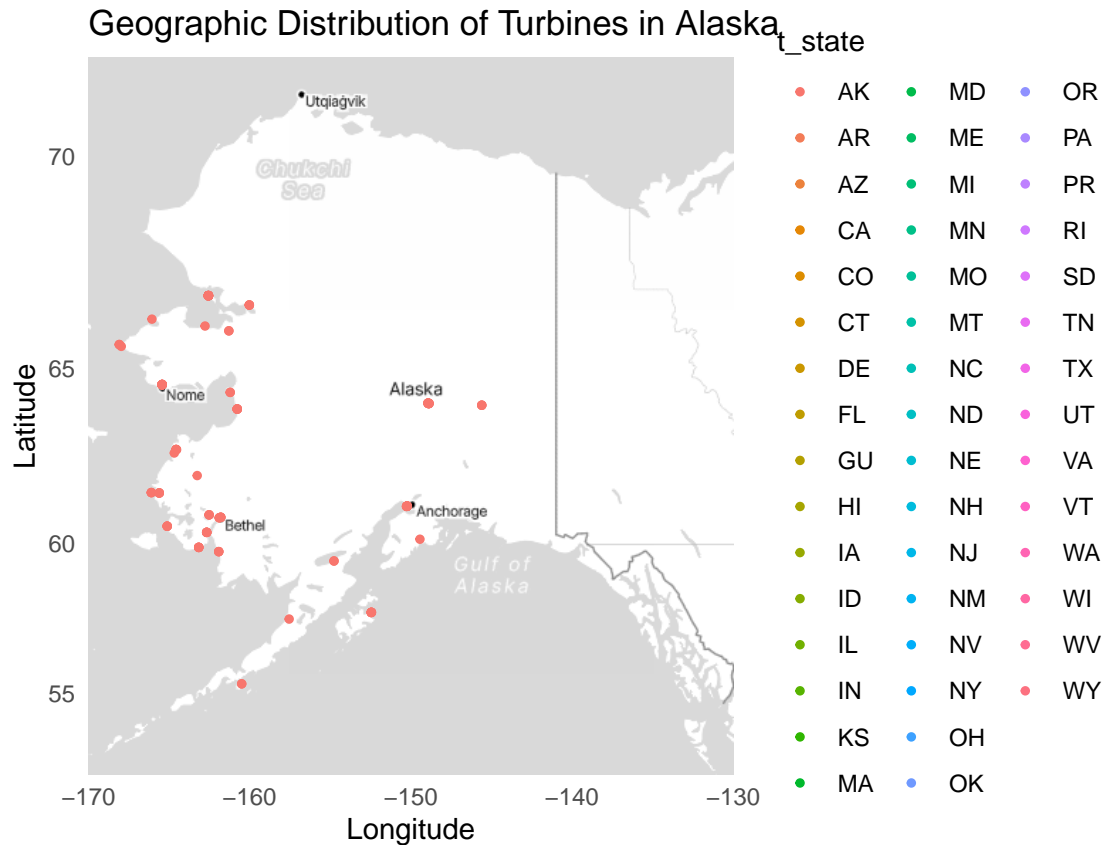 Geographic Distribution of Turbines in Alaska
t_state
AK
AR
AZ
CA
CO
CT
DE
FL
GU
HI
IA
ID
IL
IN
KS
MA
MD
ME
MI
MN
MO
MT
NC
ND
NE
NH
NJ
NM
NV
NY
OH
OK
OR
PA
PR
RI
SD
TN
TX
UT
VA
VT
WA
WI
WV
WY
Utqiaġvik
Chukchi
Sea
Nome
Alaska
Bethel
Anchorage
Gulf of
Alaska
Latitude
70
65
60
55
−170
−160
−150
−140
−130
Longitude